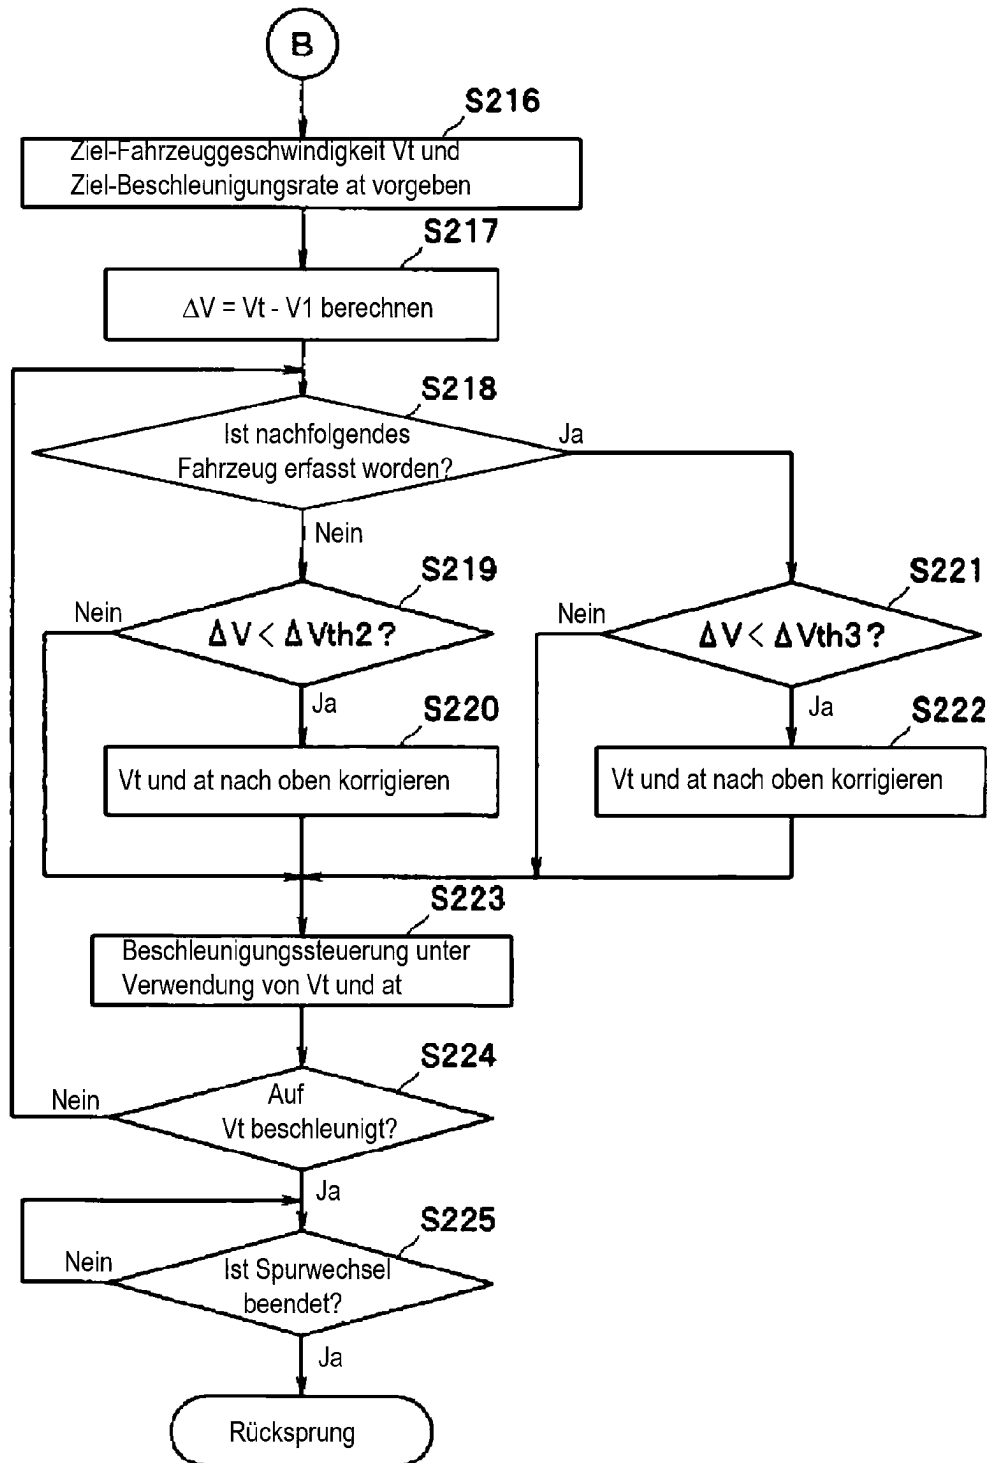 B
S216
Ziel-Fahrzeuggeschwindigkeit Vt und
Ziel-Beschleunigungsrate at vorgeben
S217
ΔV = Vt - V1 berechnen
S218
Ist nachfolgendes
Fahrzeug erfasst worden?
Ja
Nein
S219
Nein
ΔV < ΔVth2?
Ja
S221
Nein
ΔV < ΔVth3?
Ja
S220
Vt und at nach oben korrigieren
S222
Vt und at nach oben korrigieren
S223
Beschleunigungssteuerung unter
Verwendung von Vt und at
S224
Nein
Auf
Vt beschleunigt?
Ja
S225
Nein
Ist Spurwechsel
beendet?
Ja
Rücksprung